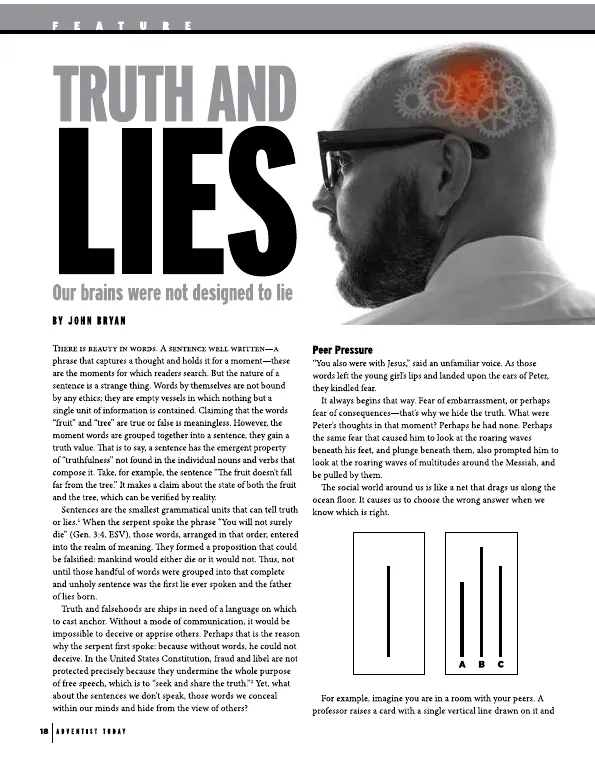 FEATURE
TRUTH AND
LIES
Our brains were not designed to lie
BY JOHN BRYAN
There is beauty in words. A sentence well written—a
phrase that captures a thought and holds it for a moment—these
are the moments for which readers search. But the nature of a
sentence is a strange thing. Words by themselves are not bound
by any ethics; they are empty vessels in which nothing but a
single unit of information is contained. Claiming that the words
“fruit” and “tree” are true or false is meaningless. However, the
moment words are grouped together into a sentence, they gain a
truth value. That is to say, a sentence has the emergent property
of “truthfulness” not found in the individual nouns and verbs that
compose it. Take, for example, the sentence “The fruit doesn’t fall
far from the tree.” It makes a claim about the state of both the fruit
and the tree, which can be verified by reality.
Sentences are the smallest grammatical units that can tell truth
or lies.¹ When the serpent spoke the phrase “You will not surely
die” (Gen. 3:4, ESV), those words, arranged in that order, entered
into the realm of meaning. They formed a proposition that could
be falsified: mankind would either die or it would not. Thus, not
until those handful of words were grouped into that complete
and unholy sentence was the first lie ever spoken and the father
of lies born.
Truth and falsehoods are ships in need of a language on which
to cast anchor. Without a mode of communication, it would be
impossible to deceive or apprise others. Perhaps that is the reason
why the serpent first spoke: because without words, he could not
deceive. In the United States Constitution, fraud and libel are not
protected precisely because they undermine the whole purpose
of free speech, which is to “seek and share the truth.”² Yet, what
about the sentences we don’t speak, those words we conceal
within our minds and hide from the view of others?
Peer Pressure
“You also were with Jesus,” said an unfamiliar voice. As those
words left the young girl’s lips and landed upon the ears of Peter,
they kindled fear.
It always begins that way. Fear of embarrassment, or perhaps
fear of consequences—that’s why we hide the truth. What were
Peter’s thoughts in that moment? Perhaps he had none. Perhaps
the same fear that caused him to look at the roaring waves
beneath his feet, and plunge beneath them, also prompted him to
look at the roaring waves of multitudes around the Messiah, and
be pulled by them.
The social world around us is like a net that drags us along the
ocean floor. It causes us to choose the wrong answer when we
know which is right.
A B C
For example, imagine you are in a room with your peers. A
professor raises a card with a single vertical line drawn on it and
18 ADVENTIST TODAY